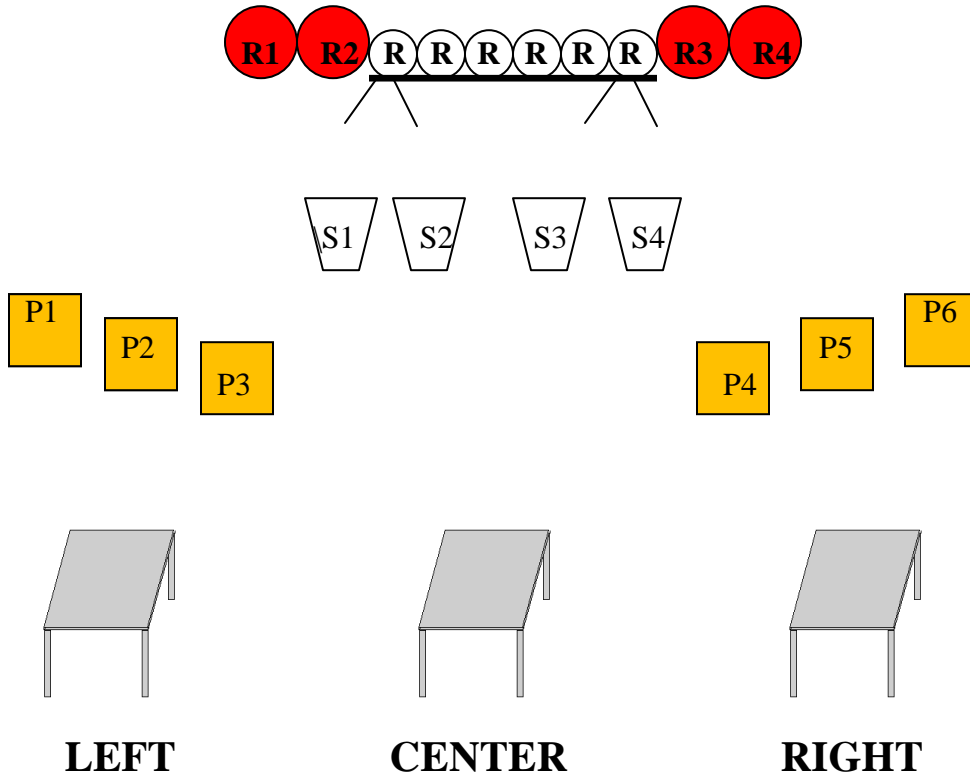 R1 R2 R R R R R R R3 R4
S1 S2 S3 S4
P1 P6
P2 P5
P3 P4
LEFT CENTER RIGHT